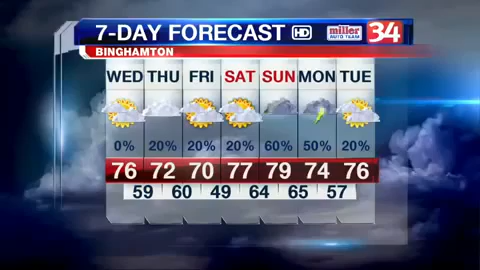 7-DAY FORECAST HD miller AUTO TEAM 34
BINGHAMTON
WED THU FRI SAT SUN MON TUE
0% 20% 20% 20% 60% 50% 20%
76 72 70 77 79 74 76
59 60 49 64 65 57